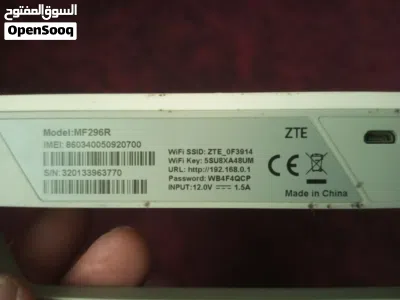 السوق المفتوح
OpenSooq
Model:MF296R
IMEI: 860340050920700
S/N: 320133963770
WiFi SSID: ZTE_0F3914
WiFi Key: 5SU8XA48UM
URL: http://192.168.0.1
Password: WB4F4QCP
INPUT: 12.0V ⎓ 1.5A
ZTE
CE
Made in China